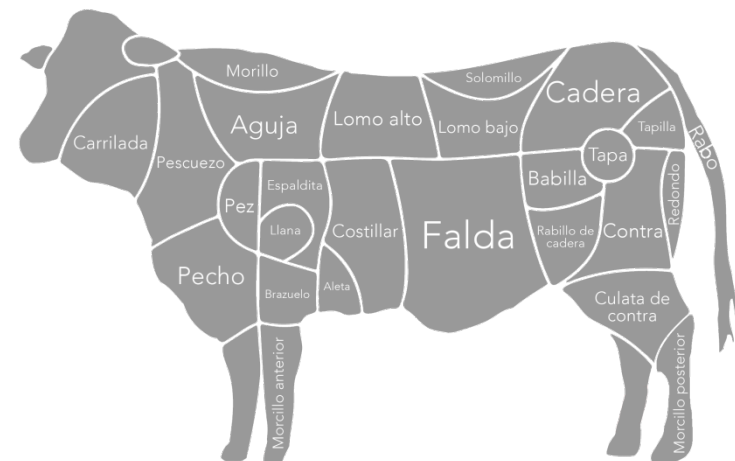 Morillo
Solomillo
Cadera
Carrilada
Aguja
Lomo alto
Lomo bajo
Tapilla
Rabo
Pescuezo
Tapa
Espaldita
Babilla
Redondo
Pez
Llana
Costillar
Falda
Rabillo de
cadera
Contra
Pecho
Brazuelo
Aleta
Culata de
contra
Morcillo anterior
Morcillo posterior